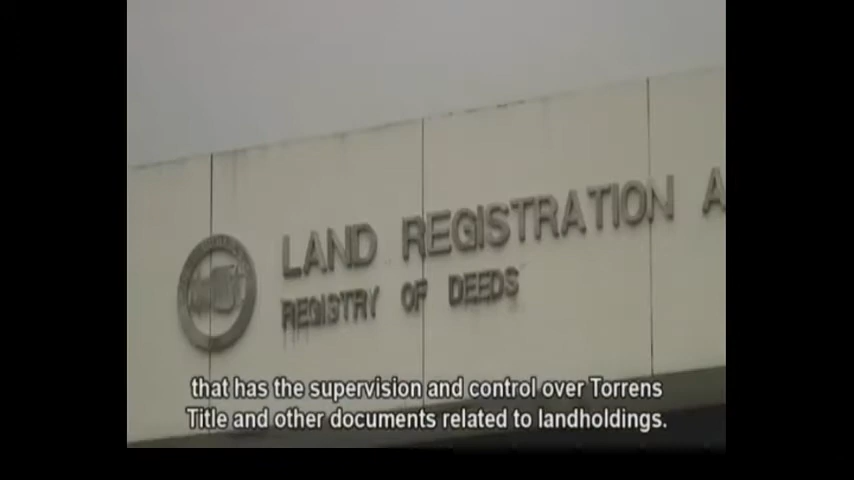 LAND REGISTRATION A
REGISTRY OF DEEDS
that has the supervision and control over Torrens
Title and other documents related to landholdings.